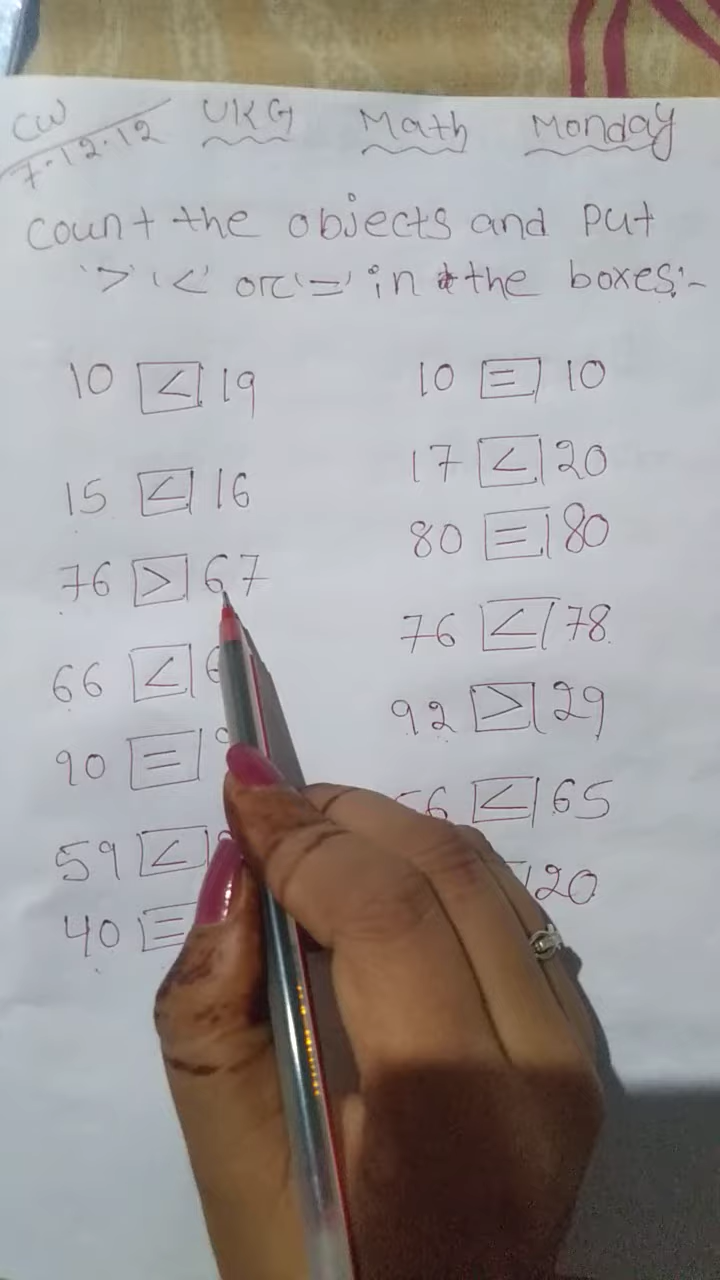 CW UKG Math Monday
7.12.12
Count the objects and put
'>' '<' or '=' in the boxes:-
10 < 19 10 = 10
15 < 16 17 < 20
76 > 67 80 = 80
66 < 76 < 78
90 = 92 > 29
59 < < 65
40 = 120